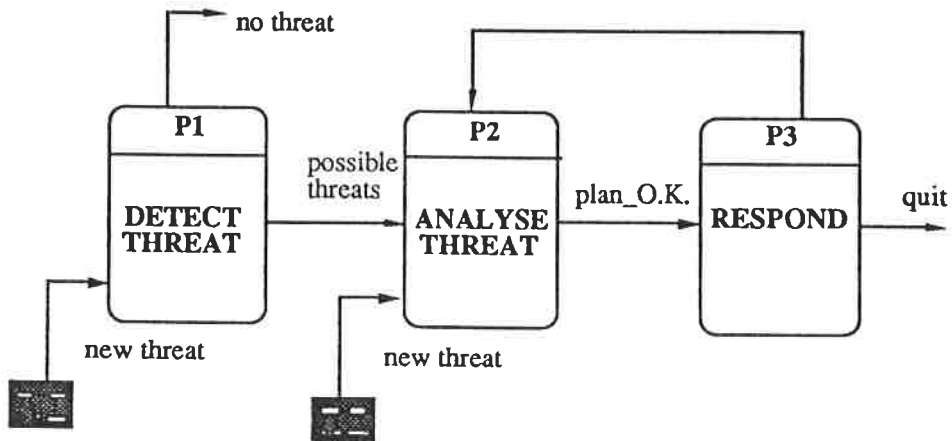 no threat
P1
P2
P3
possible
threats
plan_O.K.
quit
DETECT
THREAT
ANALYSE
THREAT
RESPOND
new threat
new threat